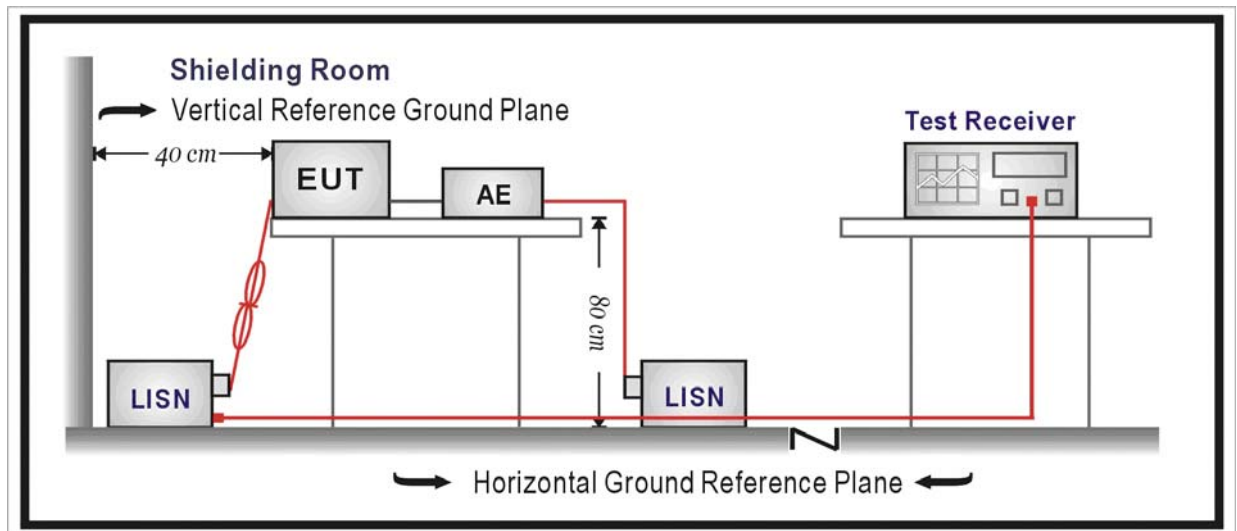 Shielding Room
Vertical Reference Ground Plane
Test Receiver
40 cm
EUT
AE
80 cm
LISN
LISN
Horizontal Ground Reference Plane